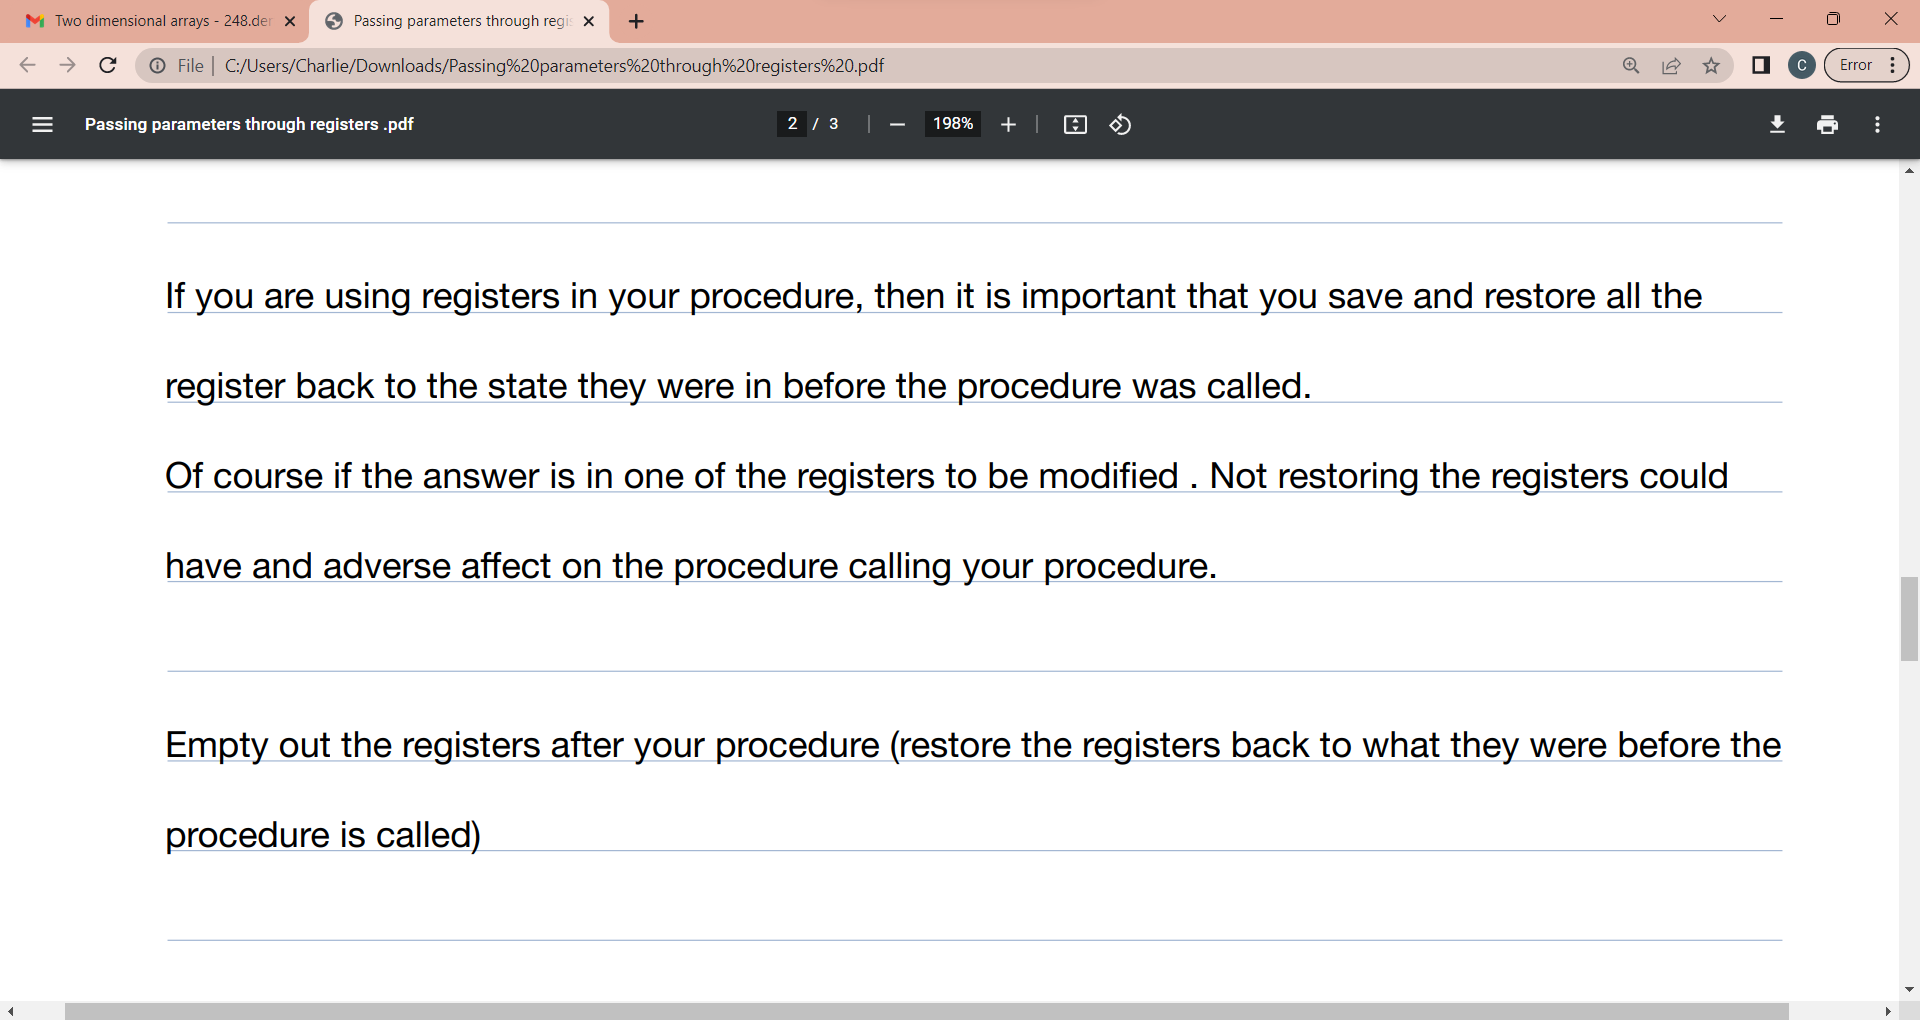 Two dimensional arrays - 248.der
Passing parameters through regis
File | C:/Users/Charlie/Downloads/Passing%20parameters%20through%20registers%20.pdf
C
Error
Passing parameters through registers .pdf
2 / 3
198%
If you are using registers in your procedure, then it is important that you save and restore all the
register back to the state they were in before the procedure was called.
Of course if the answer is in one of the registers to be modified . Not restoring the registers could
have and adverse affect on the procedure calling your procedure.
Empty out the registers after your procedure (restore the registers back to what they were before the
procedure is called)